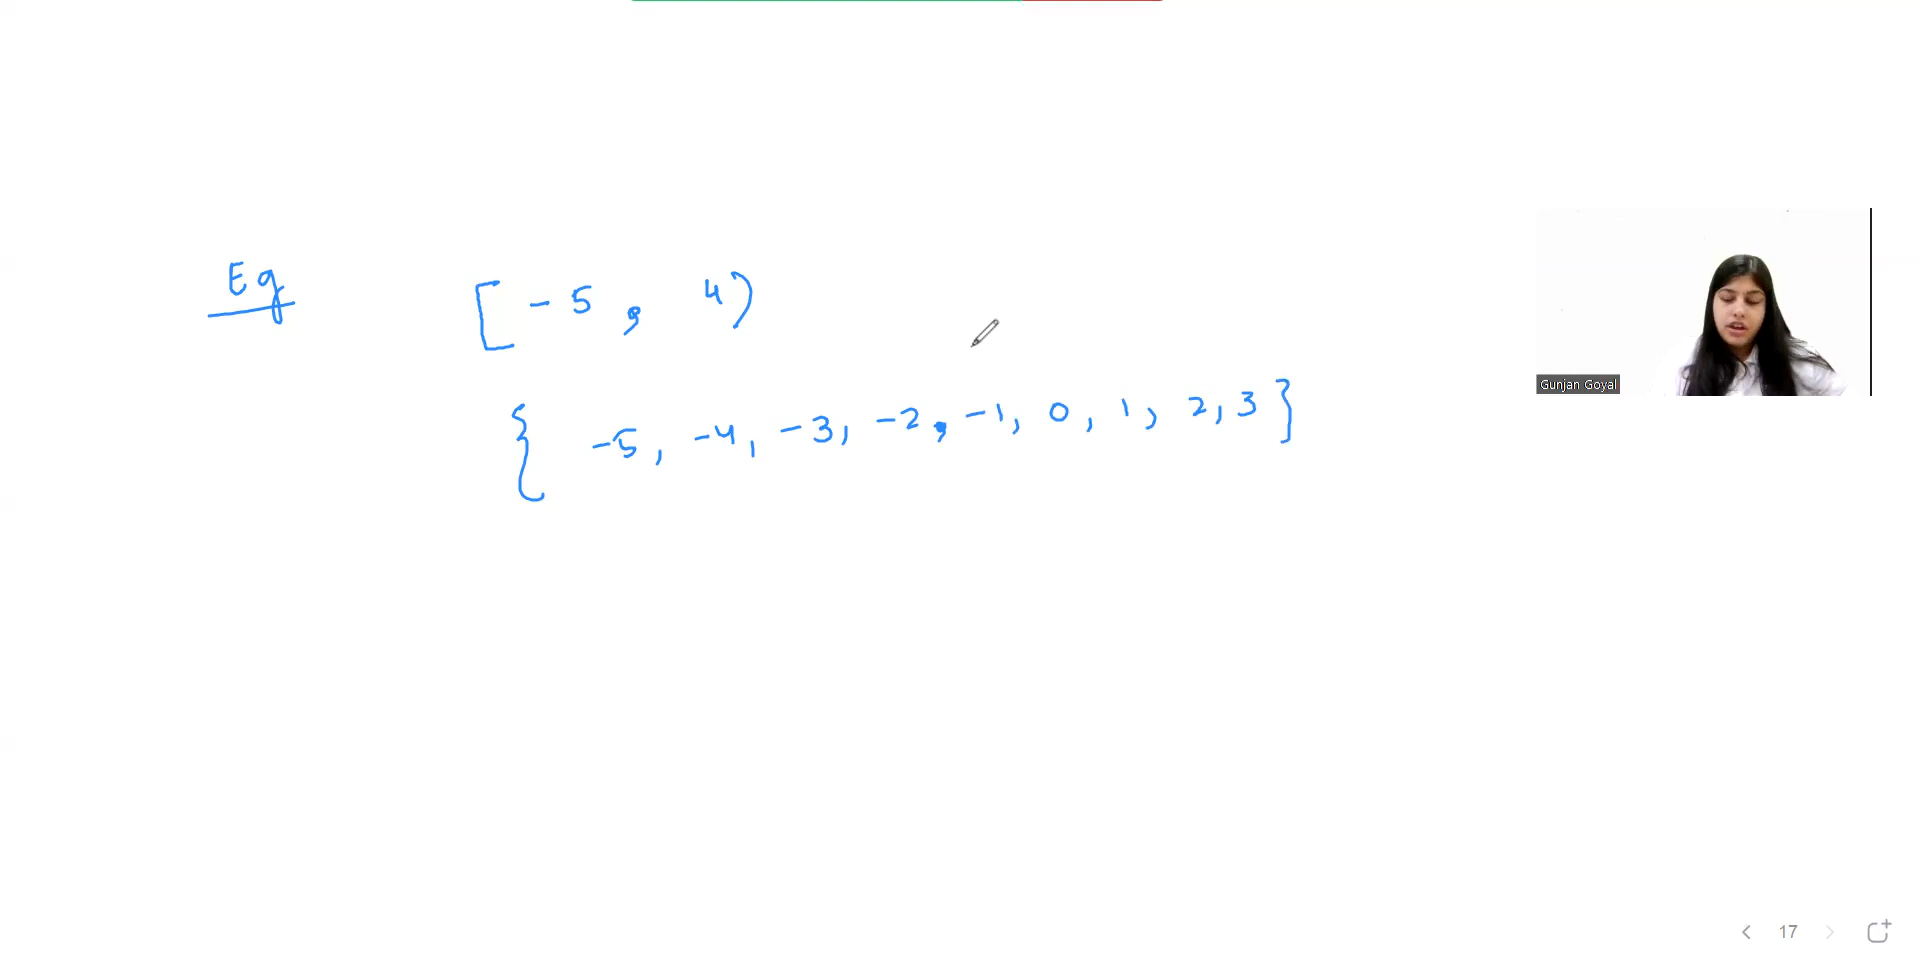 Eg
[-5, 4)
{ -5, -4, -3, -2, -1, 0, 1, 2, 3 }
Gunjan Goyal
17